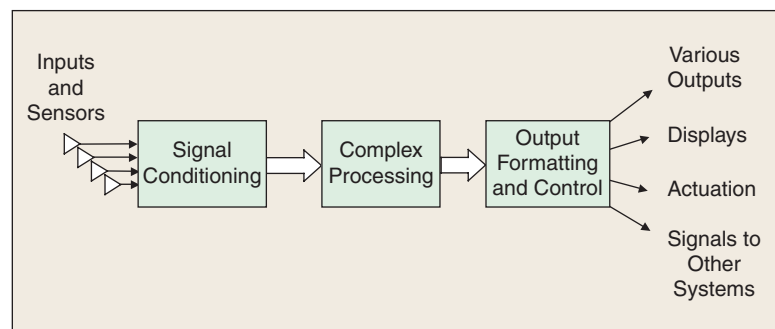 Inputs
and
Sensors
Signal
Conditioning
Complex
Processing
Output
Formatting
and Control
Various
Outputs
Displays
Actuation
Signals to
Other
Systems